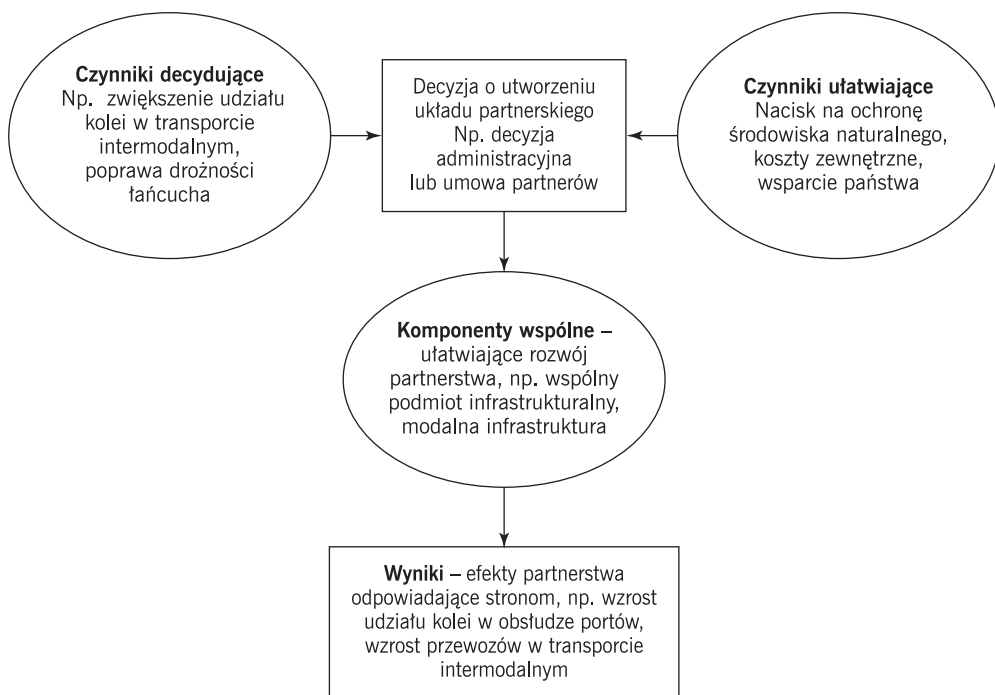 Czynniki decydujące
Np. zwiększenie udziału
kolei w transporcie
intermodalnym,
poprawa drożności
łańcucha
Decyzja o utworzeniu
układu partnerskiego
Np. decyzja
administracyjna
lub umowa partnerów
Czynniki ułatwiające
Nacisk na ochronę
środowiska naturalnego,
koszty zewnętrzne,
wsparcie państwa
Komponenty wspólne –
ułatwiające rozwój
partnerstwa, np. wspólny
podmiot infrastrukturalny,
modalna infrastruktura
Wyniki – efekty partnerstwa
odpowiadające stronom, np. wzrost
udziału kolei w obsłudze portów,
wzrost przewozów w transporcie
intermodalnym